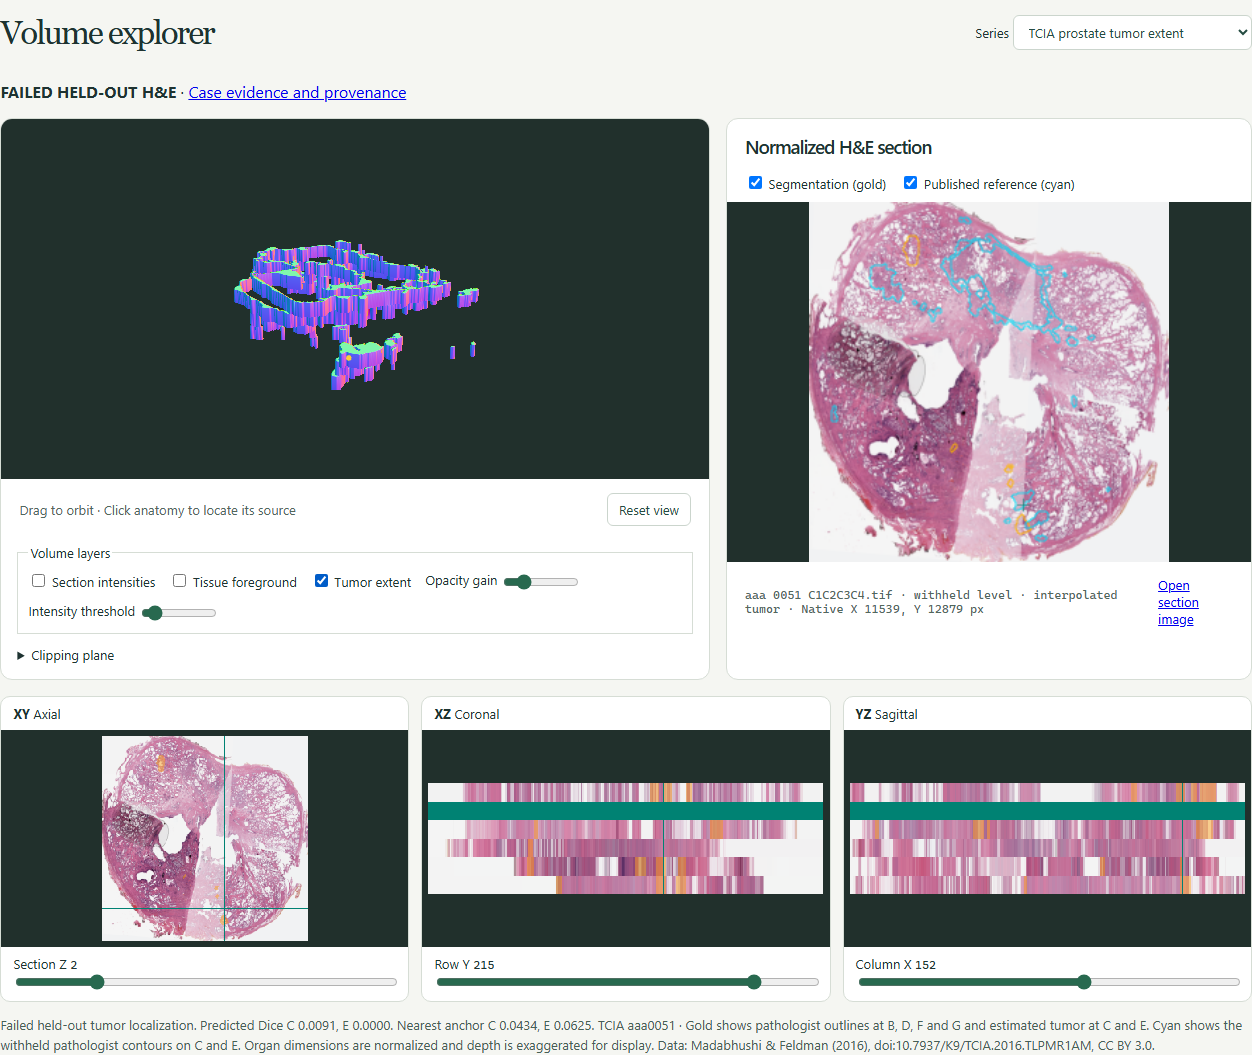 Volume explorer
Series TCIA prostate tumor extent
FAILED HELD-OUT H&E · Case evidence and provenance
Drag to orbit · Click anatomy to locate its source
Reset view
Volume layers
Section intensities Tissue foreground Tumor extent Opacity gain
Intensity threshold
Clipping plane
Normalized H&E section
Segmentation (gold) Published reference (cyan)
aaa 0051 C1C2C3C4.tif · withheld level · interpolated
tumor · Native X 11539, Y 12879 px
Open
section
image
XY Axial
Section Z 2
XZ Coronal
Row Y 215
YZ Sagittal
Column X 152
Failed held-out tumor localization. Predicted Dice C 0.0091, E 0.0000. Nearest anchor C 0.0434, E 0.0625. TCIA aaa0051 · Gold shows pathologist outlines at B, D, F and G and estimated tumor at C and E. Cyan shows the
withheld pathologist contours on C and E. Organ dimensions are normalized and depth is exaggerated for display. Data: Madabhushi & Feldman (2016), doi:10.7937/K9/TCIA.2016.TLPMR1AM, CC BY 3.0.